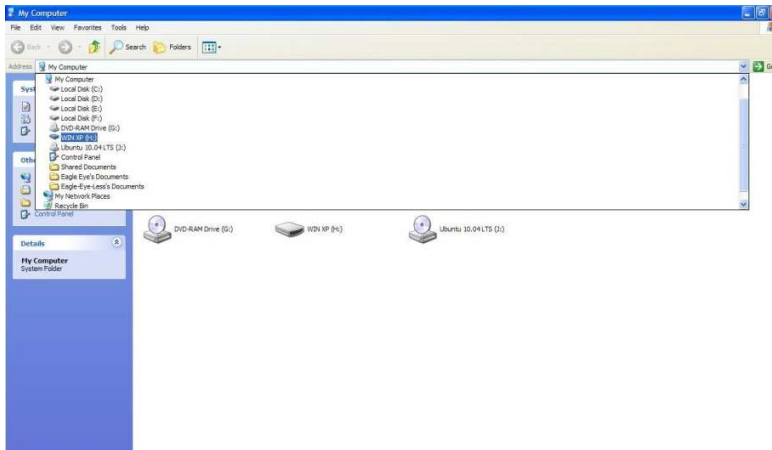 My Computer
File Edit View Favorites Tools Help
Back Search Folders
Address My Computer
My Computer
Local Disk (C:)
Local Disk (D:)
Local Disk (E:)
Local Disk (F:)
DVD-RAM Drive (G:)
WIN XP (H:)
Ubuntu 10.04 LTS (J:)
Control Panel
Shared Documents
Eagle Eye's Documents
Eagle-Eye-Less's Documents
My Network Places
Recycle Bin
Control Panel
DVD-RAM Drive (G:) WIN XP (H:) Ubuntu 10.04 LTS (J:)
Details
My Computer
System Folder